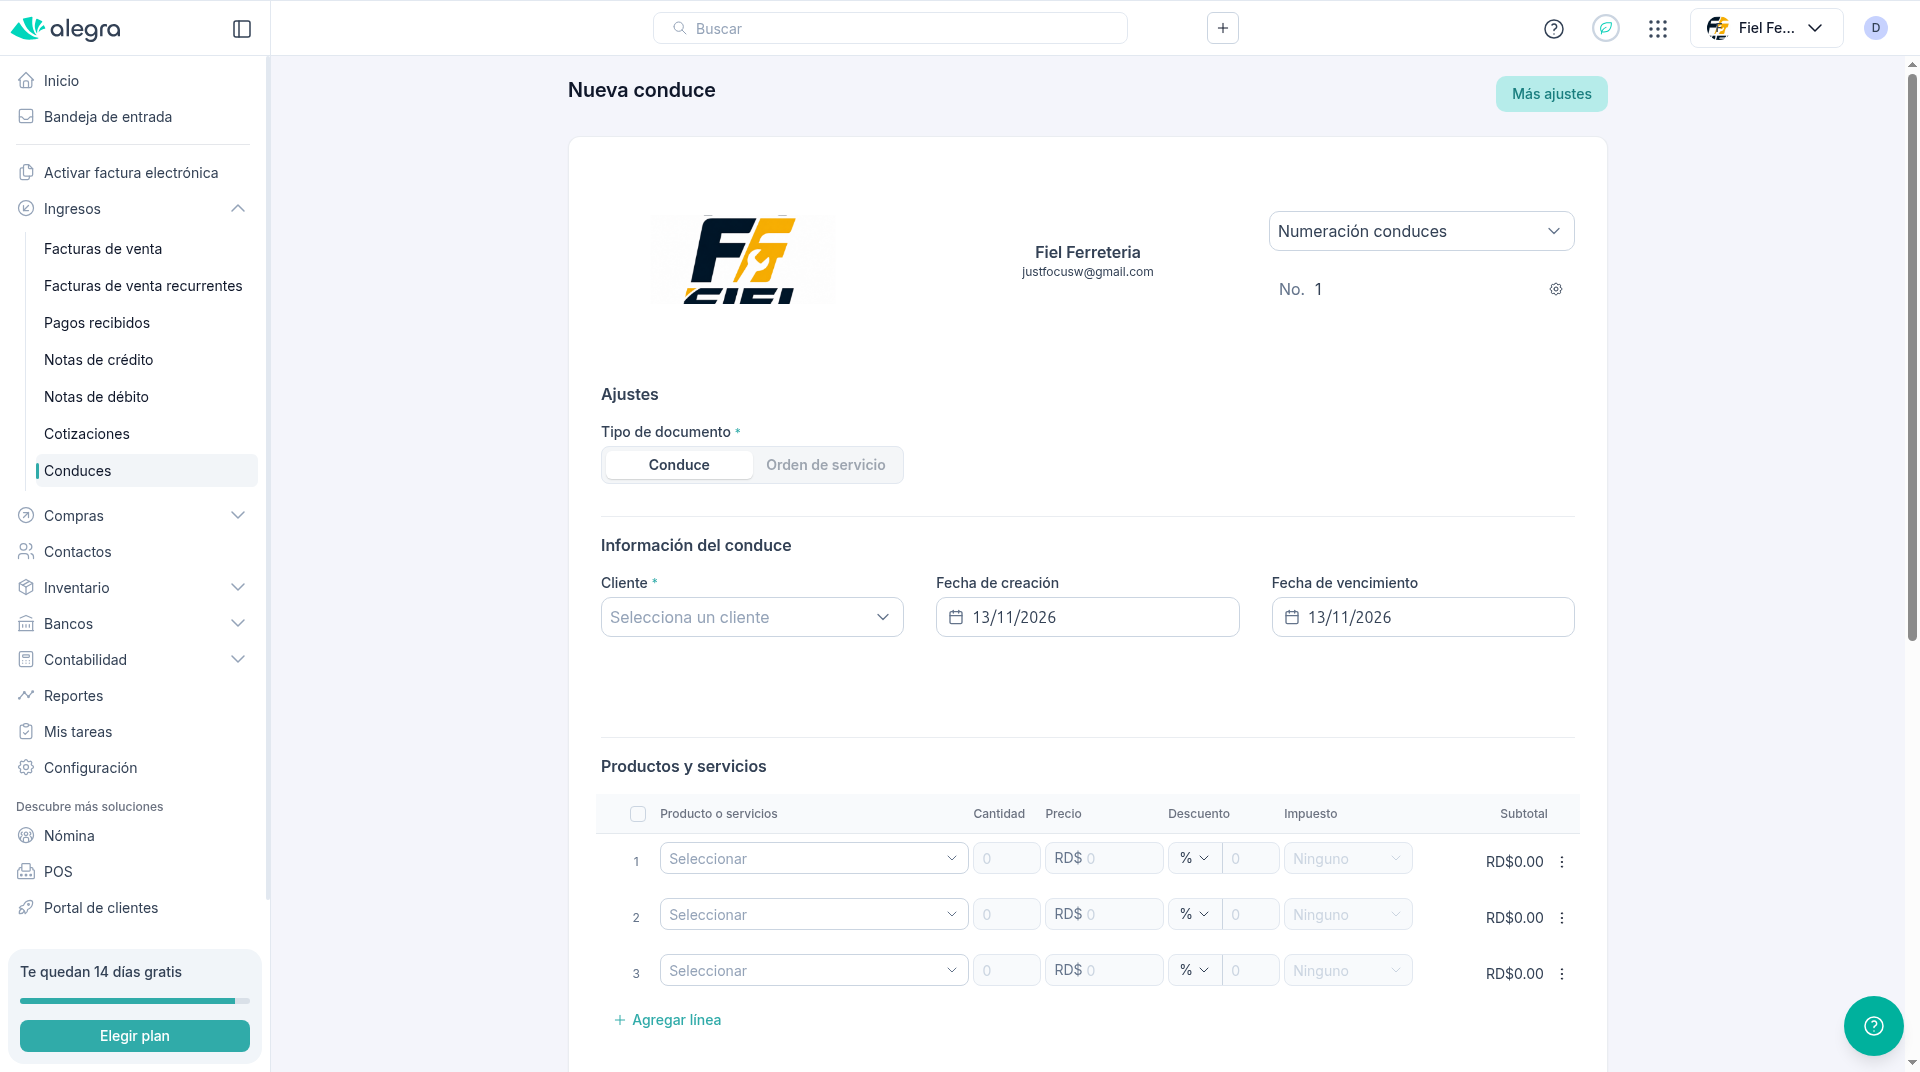 alegra
Buscar
Fiel Fe...
D
Inicio
Bandeja de entrada
Activar factura electrónica
Ingresos
Facturas de venta
Facturas de venta recurrentes
Pagos recibidos
Notas de crédito
Notas de débito
Cotizaciones
Conduces
Compras
Contactos
Inventario
Bancos
Contabilidad
Reportes
Mis tareas
Configuración
Descubre más soluciones
Nómina
POS
Portal de clientes
Te quedan 14 días gratis
Elegir plan
Nueva conduce
Más ajustes
FF
Fiel Ferreteria
justfocusw@gmail.com
Numeración conduces
No. 1
Ajustes
Tipo de documento *
Conduce Orden de servicio
Información del conduce
Cliente * Fecha de creación Fecha de vencimiento
Selecciona un cliente 13/11/2026 13/11/2026
Productos y servicios
Producto o servicios Cantidad Precio Descuento Impuesto Subtotal
1 Seleccionar 0 RD$ 0 % 0 Ninguno RD$0.00
2 Seleccionar 0 RD$ 0 % 0 Ninguno RD$0.00
3 Seleccionar 0 RD$ 0 % 0 Ninguno RD$0.00
+ Agregar línea